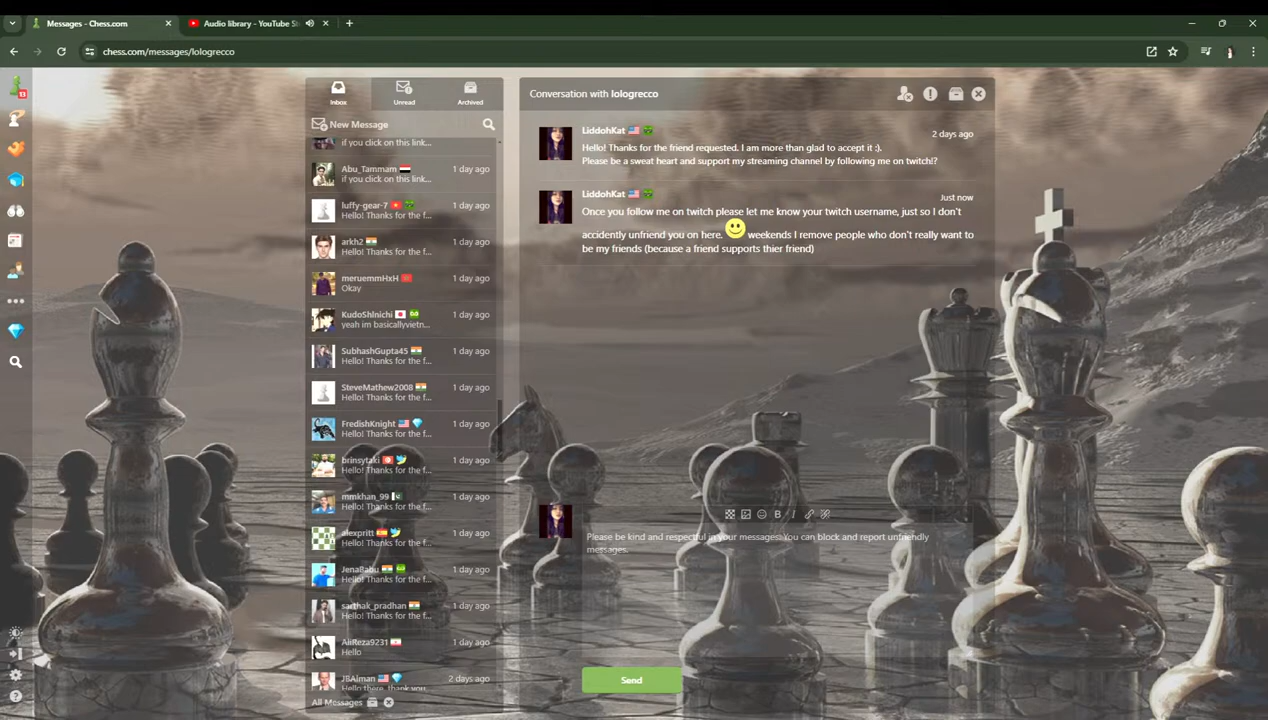 Messages - Chess.com
Audio library - YouTube St
chess.com/messages/lologrecco
13
Inbox
Unread
Archived
New Message
if you click on this link...
Abu_Tammam
1 day ago
if you click on this link...
luffy-gear-7
1 day ago
Hello! Thanks for the f...
arkh2
1 day ago
Hello! Thanks for the f...
meruemmHxH
1 day ago
Okay
KudoShlnichi
1 day ago
yeah im basicallyvietn...
SubhashGupta45
1 day ago
Hello! Thanks for the f...
SteveMathew2008
1 day ago
Hello! Thanks for the f...
FredishKnight
1 day ago
Hello! Thanks for the f...
brinsytaki
1 day ago
Hello! Thanks for the f...
mmkhan_99
1 day ago
Hello! Thanks for the f...
alexpritt
1 day ago
Hello! Thanks for the f...
JenaBabu
1 day ago
Hello! Thanks for the f...
sarthak_pradhan
1 day ago
Hello! Thanks for the f...
AliReza9231
1 day ago
Hello
JBAlman
2 days ago
Hello there, thank you
All Messages
Conversation with lologrecco
LiddohKat
2 days ago
Hello! Thanks for the friend requested. I am more than glad to accept it :).
Please be a sweat heart and support my streaming channel by following me on twitch!?
LiddohKat
Just now
Once you follow me on twitch please let me know your twitch username, just so I don't
accidently unfriend you on here. weekends I remove people who don't really want to
be my friends (because a friend supports thier friend)
B I
Please be kind and respectful in your messages. You can block and report unfriendly
messages.
Send